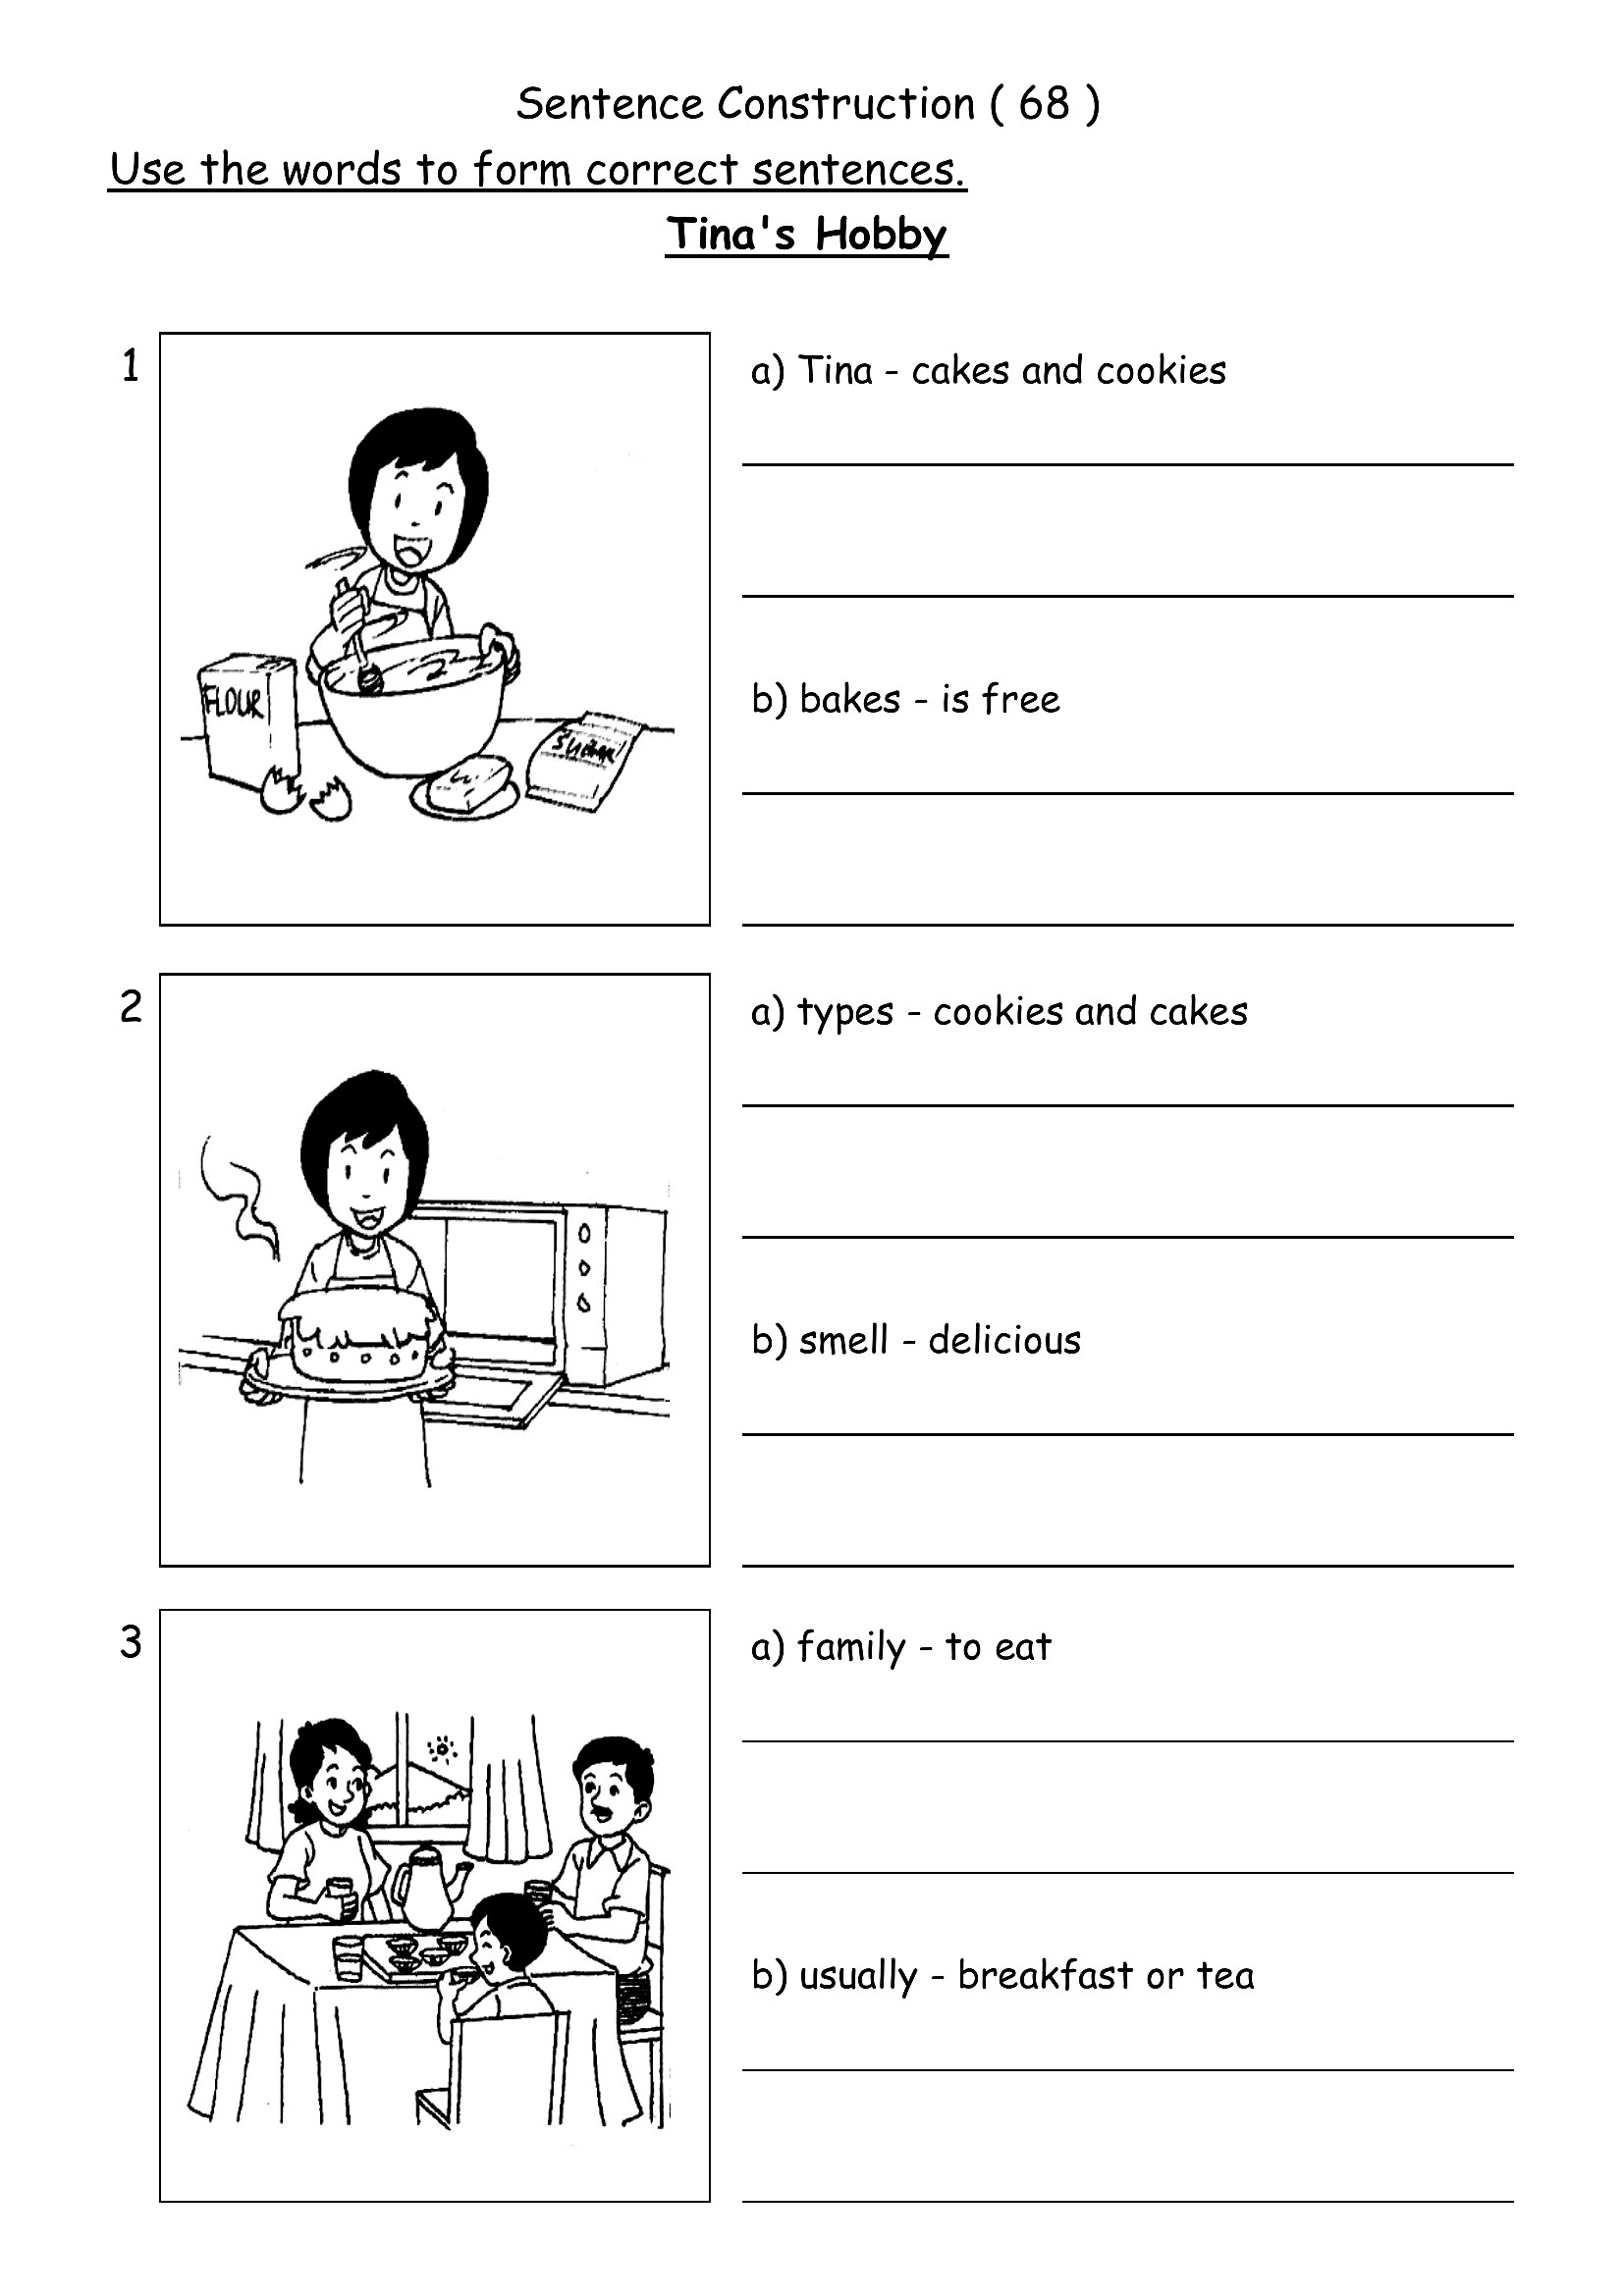 Sentence Construction ( 68 )
Use the words to form correct sentences.
Tina's Hobby
1
a) Tina - cakes and cookies
FLOUR
SUGAR
b) bakes - is free
2
a) types - cookies and cakes
b) smell - delicious
3
a) family - to eat
b) usually - breakfast or tea